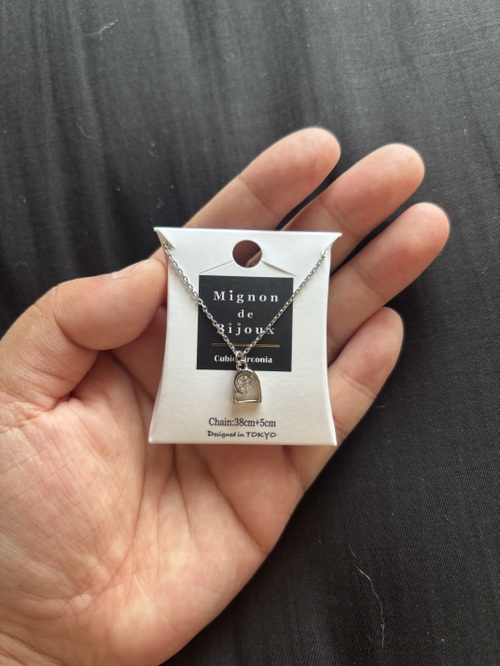 Mignon
de
Bijoux
Cubic Zirconia
Chain:38cm+5cm
Designed in TOKYO